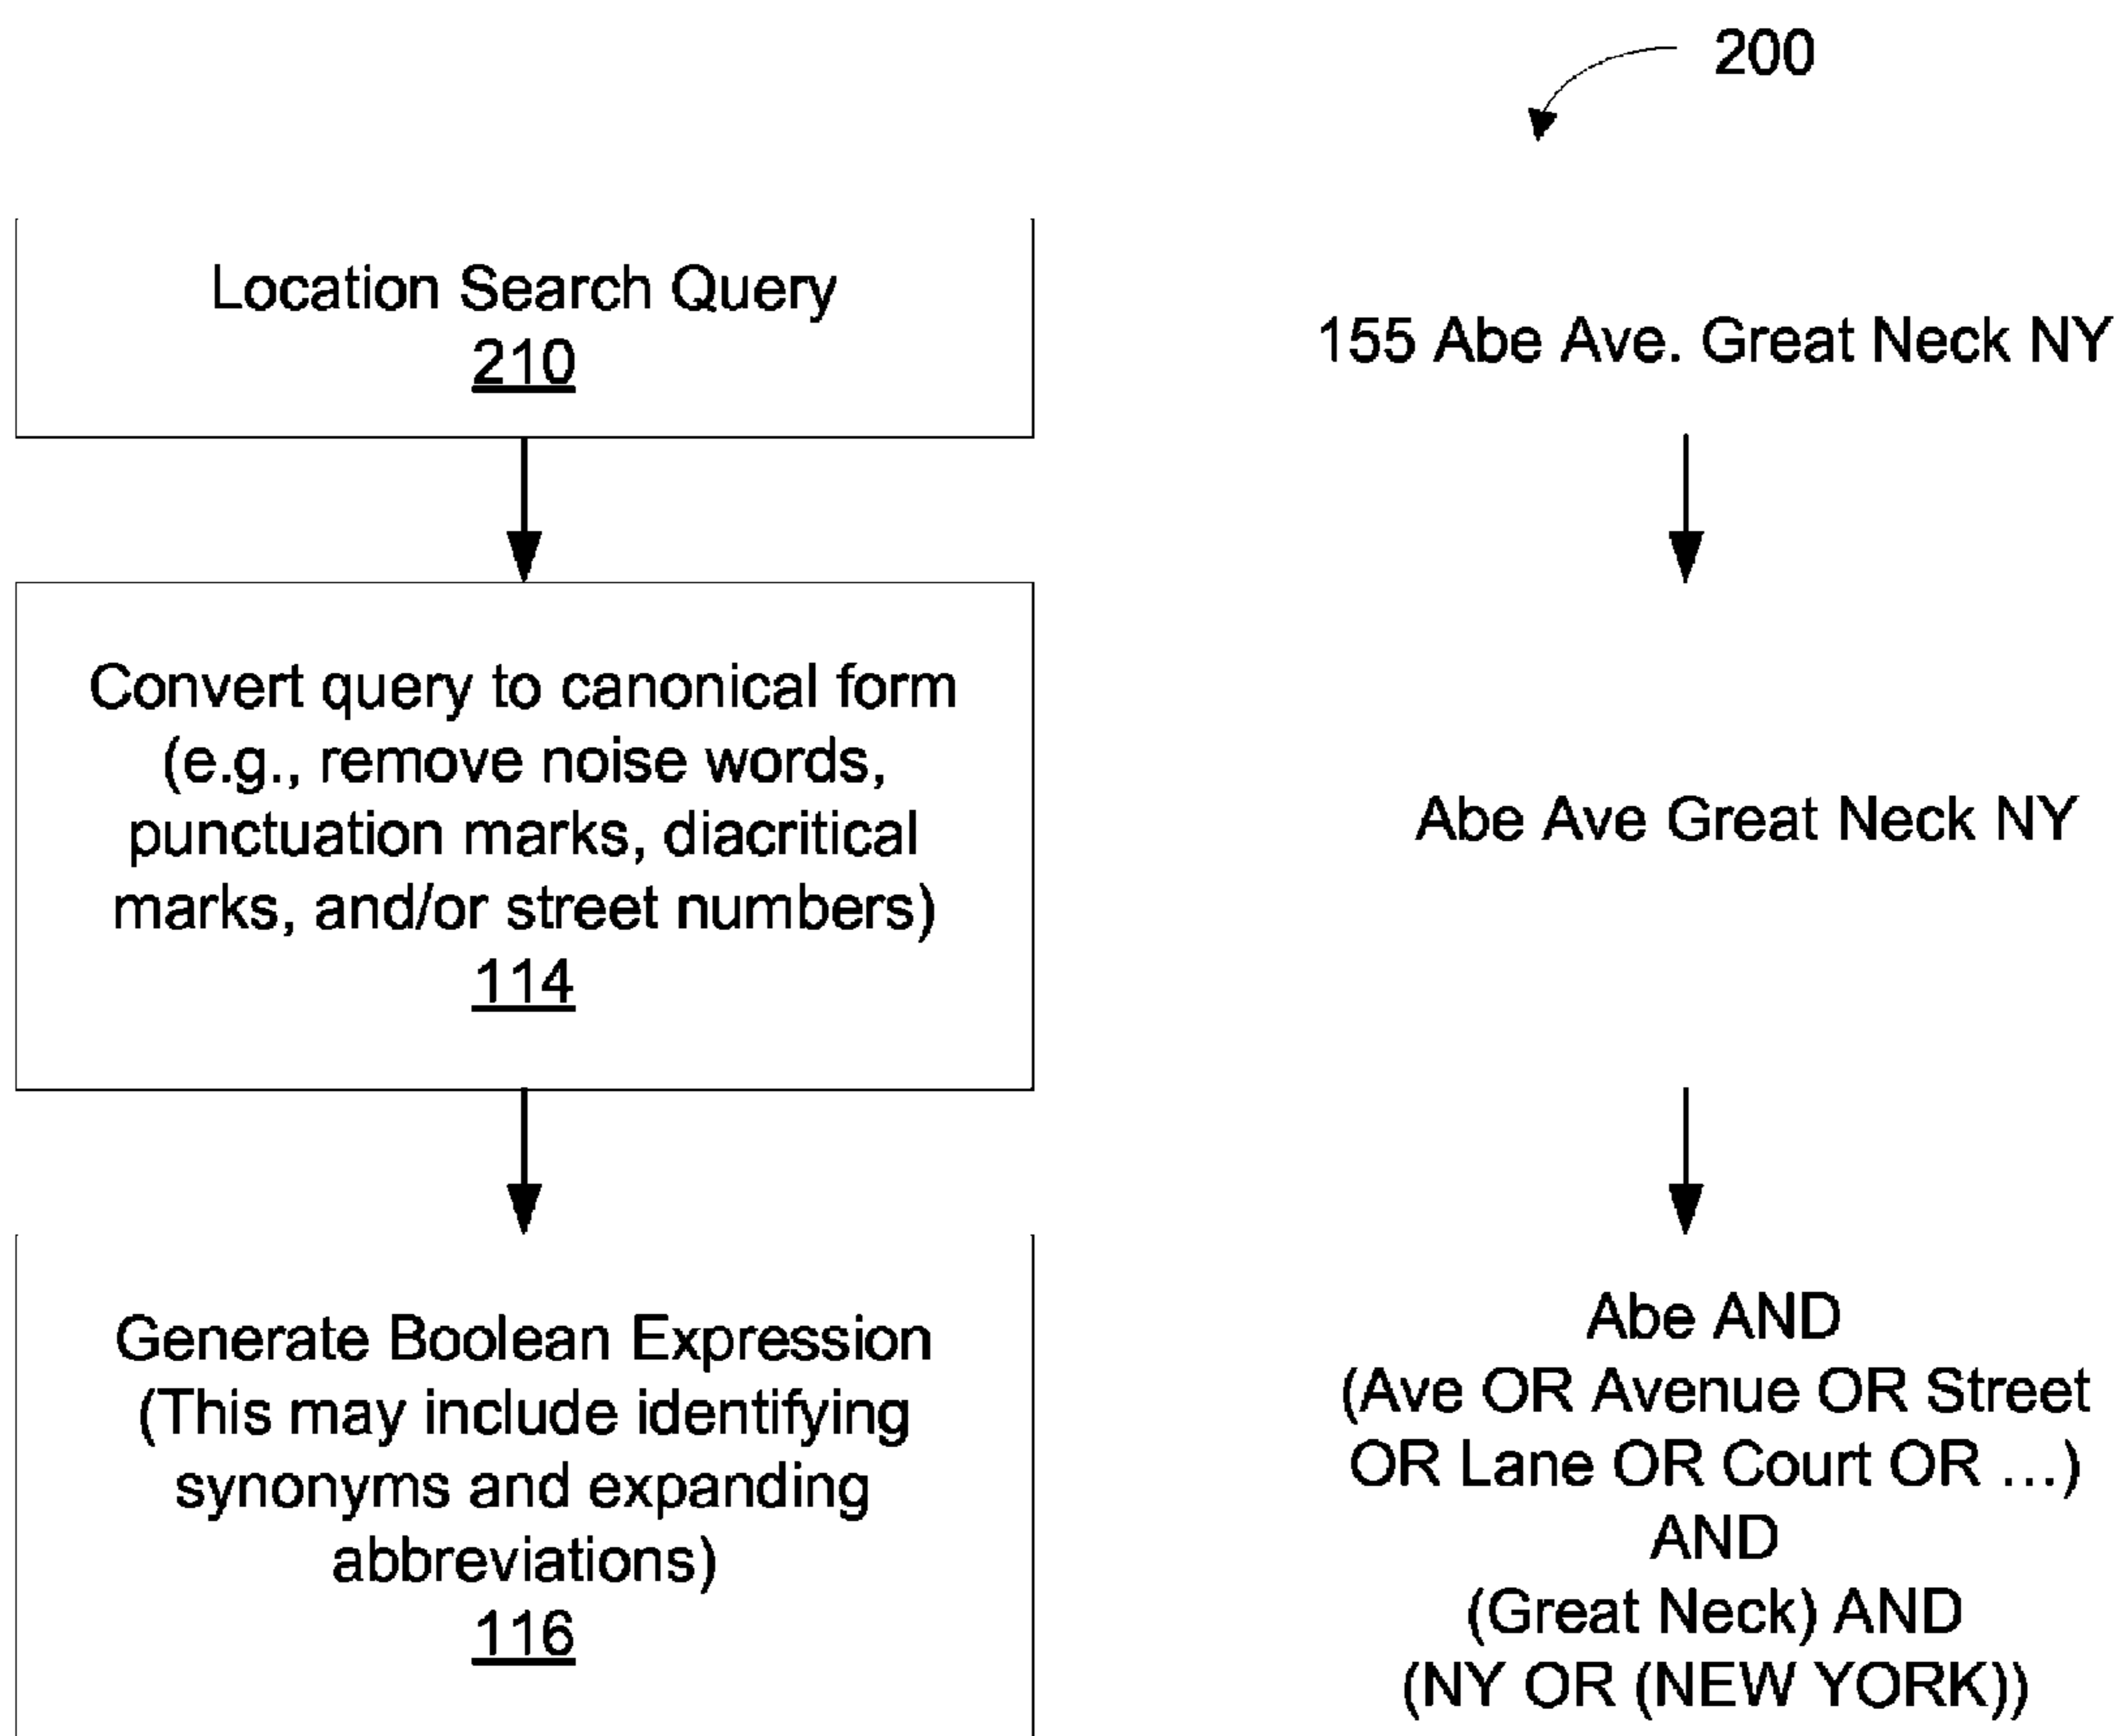 200
Location Search Query
210
155 Abe Ave. Great Neck NY
Convert query to canonical form
(e.g., remove noise words,
punctuation marks, diacritical
marks, and/or street numbers)
114
Abe Ave Great Neck NY
Generate Boolean Expression
(This may include identifying
synonyms and expanding
abbreviations)
116
Abe AND
(Ave OR Avenue OR Street
OR Lane OR Court OR ...)
AND
(Great Neck) AND
(NY OR (NEW YORK))